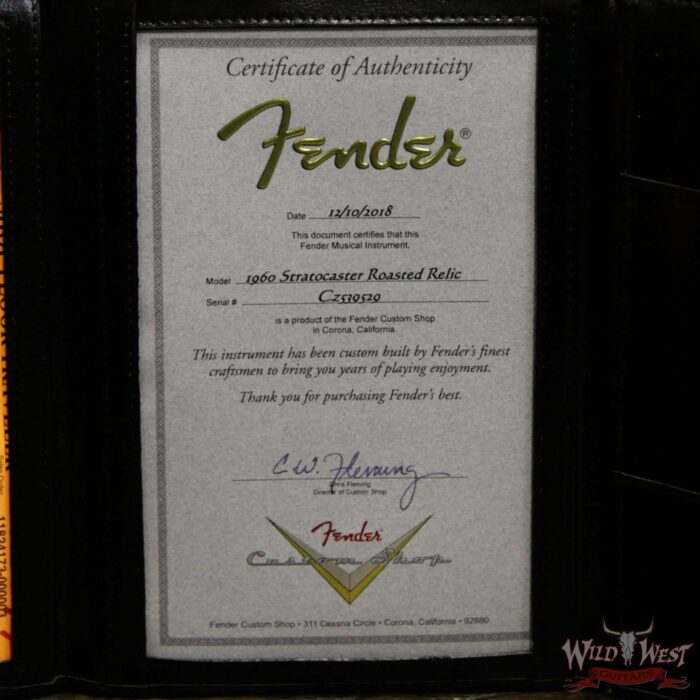 Certificate of Authenticity
Fender®
Date 12/10/2018
This document certifies that this
Fender Musical Instrument,
Model 1960 Stratocaster Roasted Relic
Serial # CZ539529
is a product of the Fender Custom Shop
in Corona, California.
This instrument has been custom built by Fender's finest
craftsmen to bring you years of playing enjoyment.
Thank you for purchasing Fender's best.
C.W. Fleming
Chris Fleming
Director of Custom Shop
Fender
Custom Shop
Fender Custom Shop • 311 Cessna Circle • Corona, California • 92880
11824173-000003
WILD WEST
GUITARS